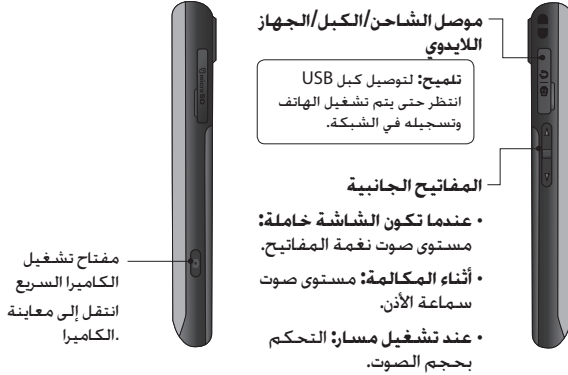 موصل الشاحن/الكبل/الجهاز
اللايدوي
تلميح: لتوصيل كبل USB
انتظر حتى يتم تشغيل الهاتف
وتسجيله في الشبكة.
المفاتيح الجانبية
• عندما تكون الشاشة خاملة:
مستوى صوت نغمة المفاتيح.
• أثناء المكالمة: مستوى صوت
سماعة الأذن.
• عند تشغيل مسار: التحكم
بحجم الصوت.
مفتاح تشغيل
الكاميرا السريع
انتقل إلى معاينة
.الكاميرا
microSD